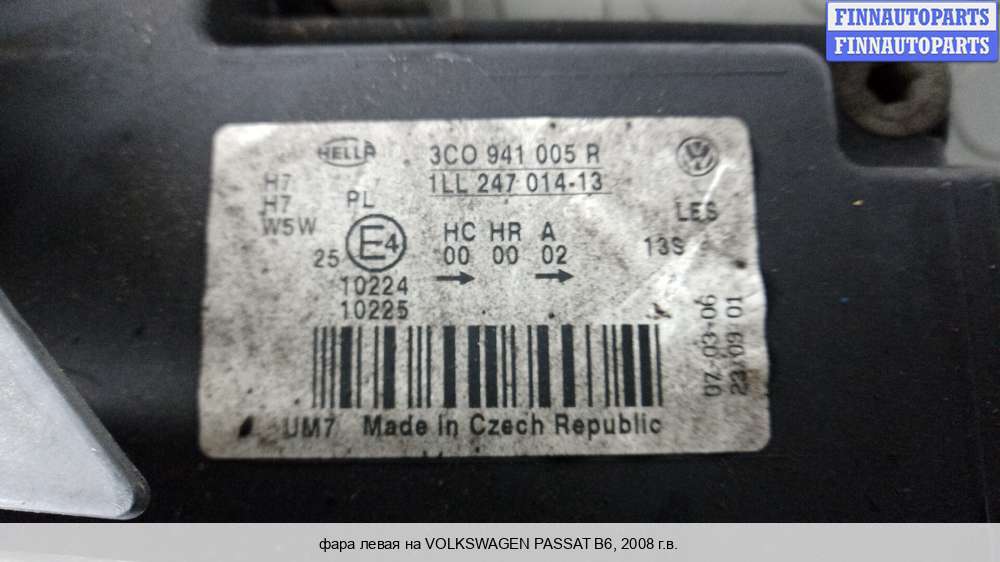 FINNAUTOPARTS
FINNAUTOPARTS
HELLA 3C0 941 005 R
1LL 247 014-13
H7
H7 PL LES
W5W
HC HR A 13S
25 E4 00 00 02
10224
10225
07-03-06
23:09 01
UM7 Made in Czech Republic
фара левая на VOLKSWAGEN PASSAT B6, 2008 г.в.